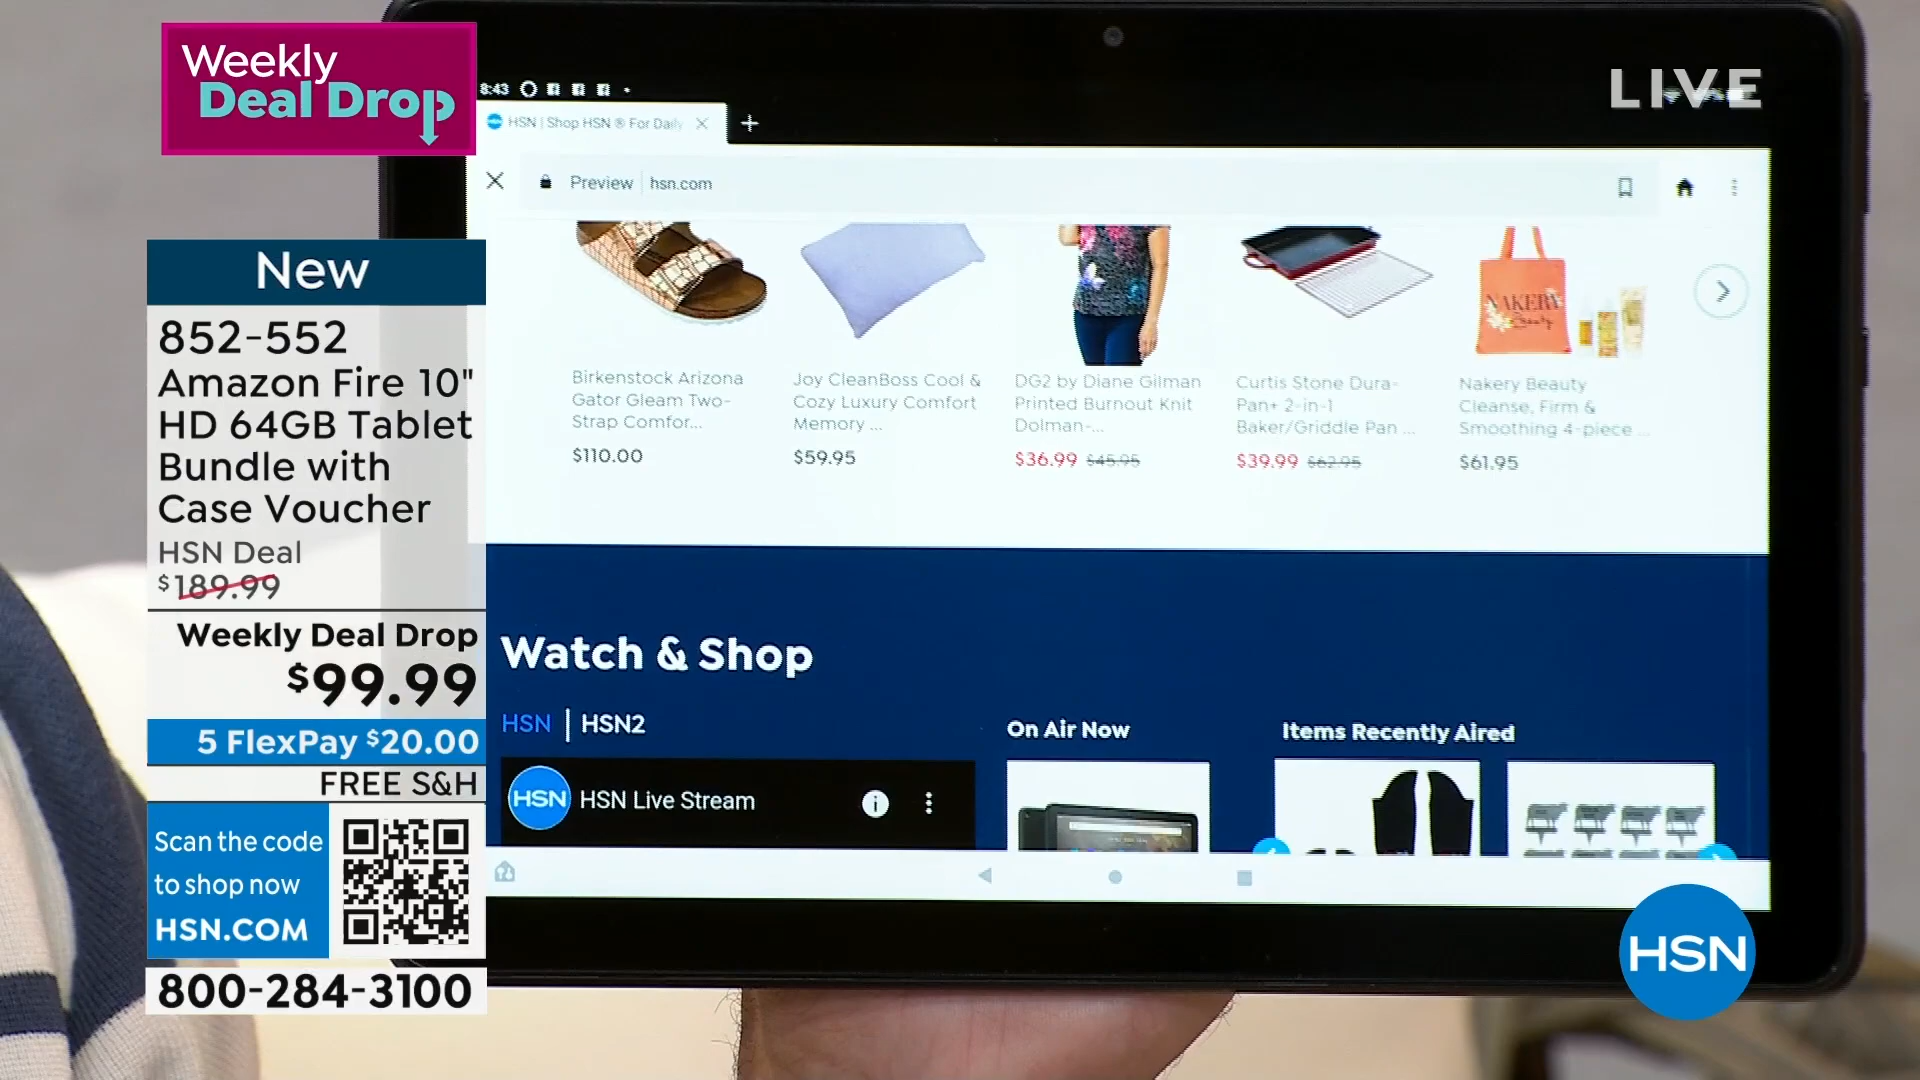 Weekly
Deal Drop
LIVE
8:43
HSN | Shop HSN ® For Daily
Preview
hsn.com
New
852-552
Amazon Fire 10"
HD 64GB Tablet
Bundle with
Case Voucher
HSN Deal
$189.99
Weekly Deal Drop
$99.99
5 FlexPay $20.00
FREE S&H
Scan the code
to shop now
HSN.COM
800-284-3100
NAKERY
Beauty
Birkenstock Arizona
Gator Gleam Two-
Strap Comfor...
$110.00
Joy CleanBoss Cool &
Cozy Luxury Comfort
Memory ...
$59.95
DG2 by Diane Gilman
Printed Burnout Knit
Dolman-...
$36.99 $45.95
Curtis Stone Dura-
Pan+ 2-in-1
Baker/Griddle Pan ...
$39.99 $62.95
Nakery Beauty
Cleanse, Firm &
Smoothing 4-piece ...
$61.95
Watch & Shop
HSN | HSN2
HSN HSN Live Stream
On Air Now
Items Recently Aired
HSN